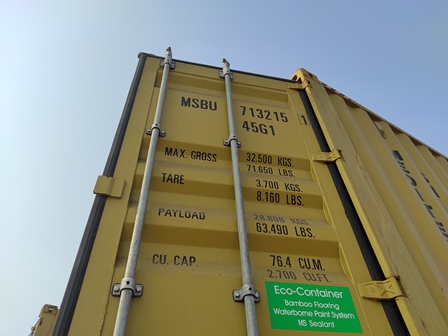 MSBU 713215 1
45G1
MAX. GROSS 32.500 KGS.
71.650 LBS.
TARE 3.700 KGS.
8.160 LBS.
PAYLOAD 28.800 KGS.
63.490 LBS.
CU. CAP. 76.4 CU.M.
2.700 CU.FT.
Eco-Container
Bamboo Flooring
Waterborne Paint System
MS Sealant